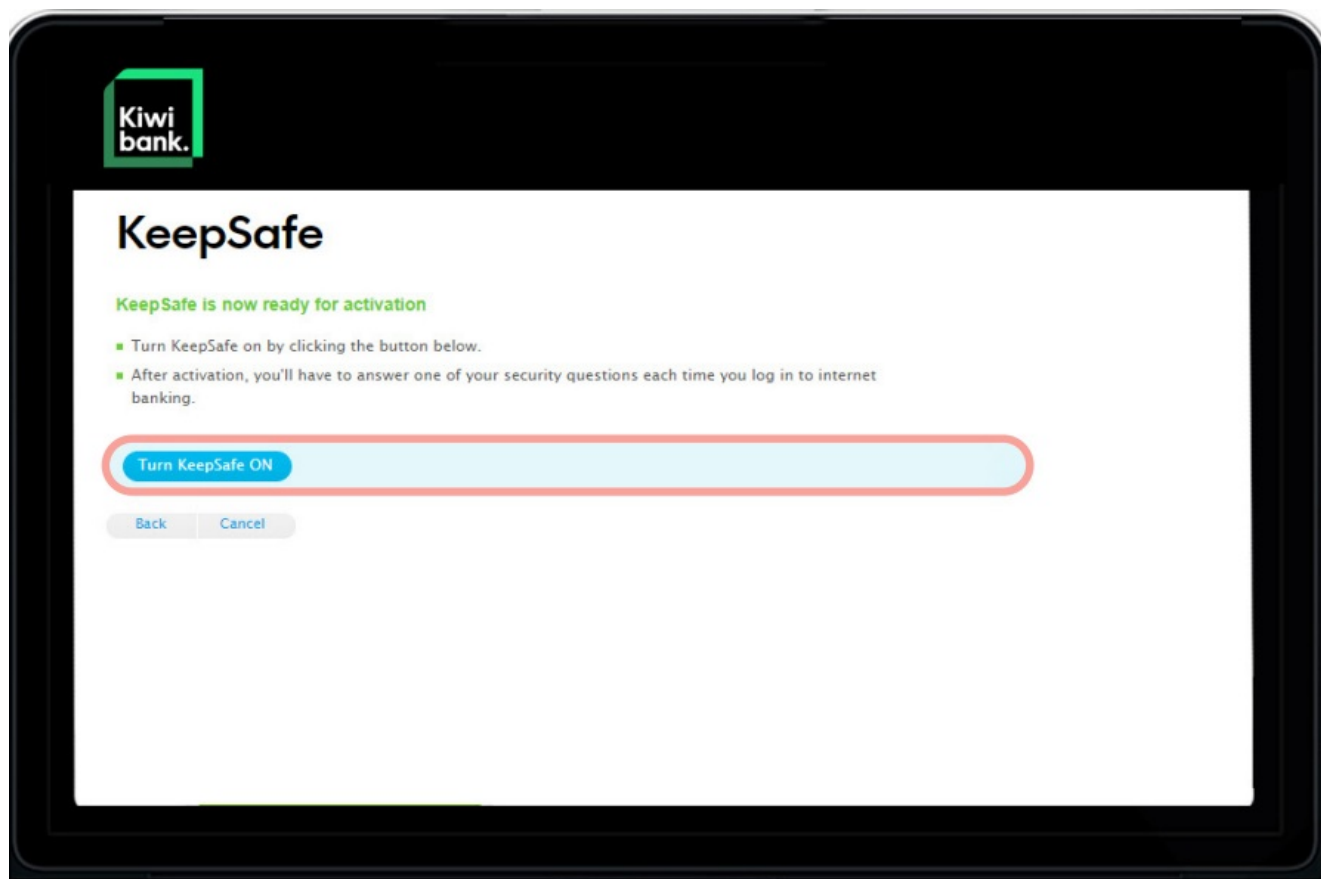 Kiwi
bank.
KeepSafe
KeepSafe is now ready for activation
Turn KeepSafe on by clicking the button below.
After activation, you'll have to answer one of your security questions each time you log in to internet
banking.
Turn KeepSafe ON
Back Cancel